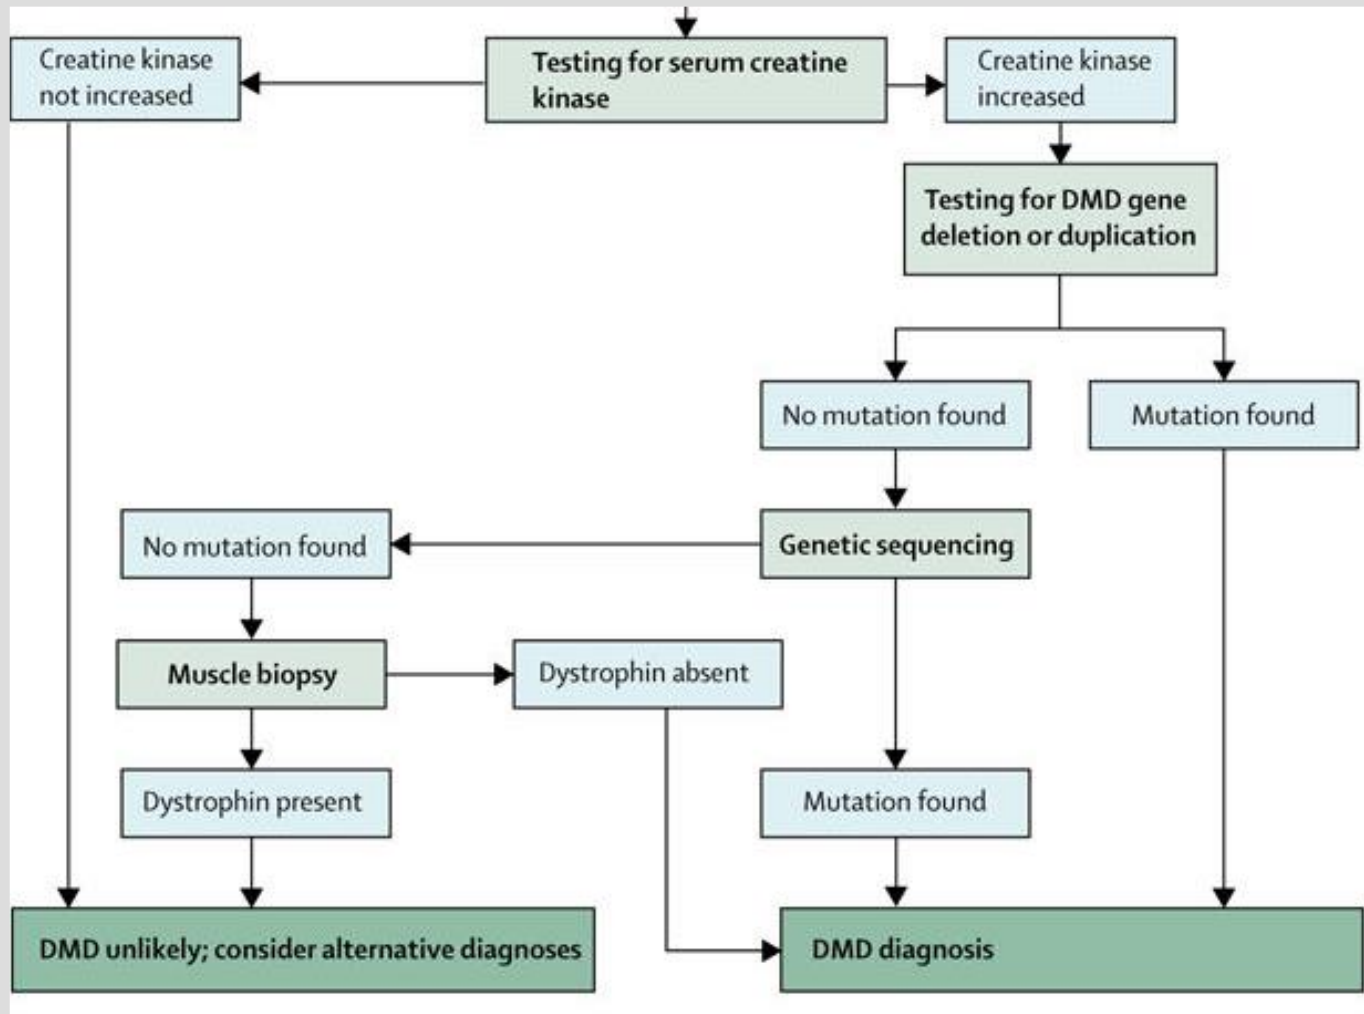 Creatine kinase
not increased
Testing for serum creatine
kinase
Creatine kinase
increased
Testing for DMD gene
deletion or duplication
No mutation found
Mutation found
No mutation found
Genetic sequencing
Muscle biopsy
Dystrophin absent
Dystrophin present
Mutation found
DMD unlikely; consider alternative diagnoses
DMD diagnosis